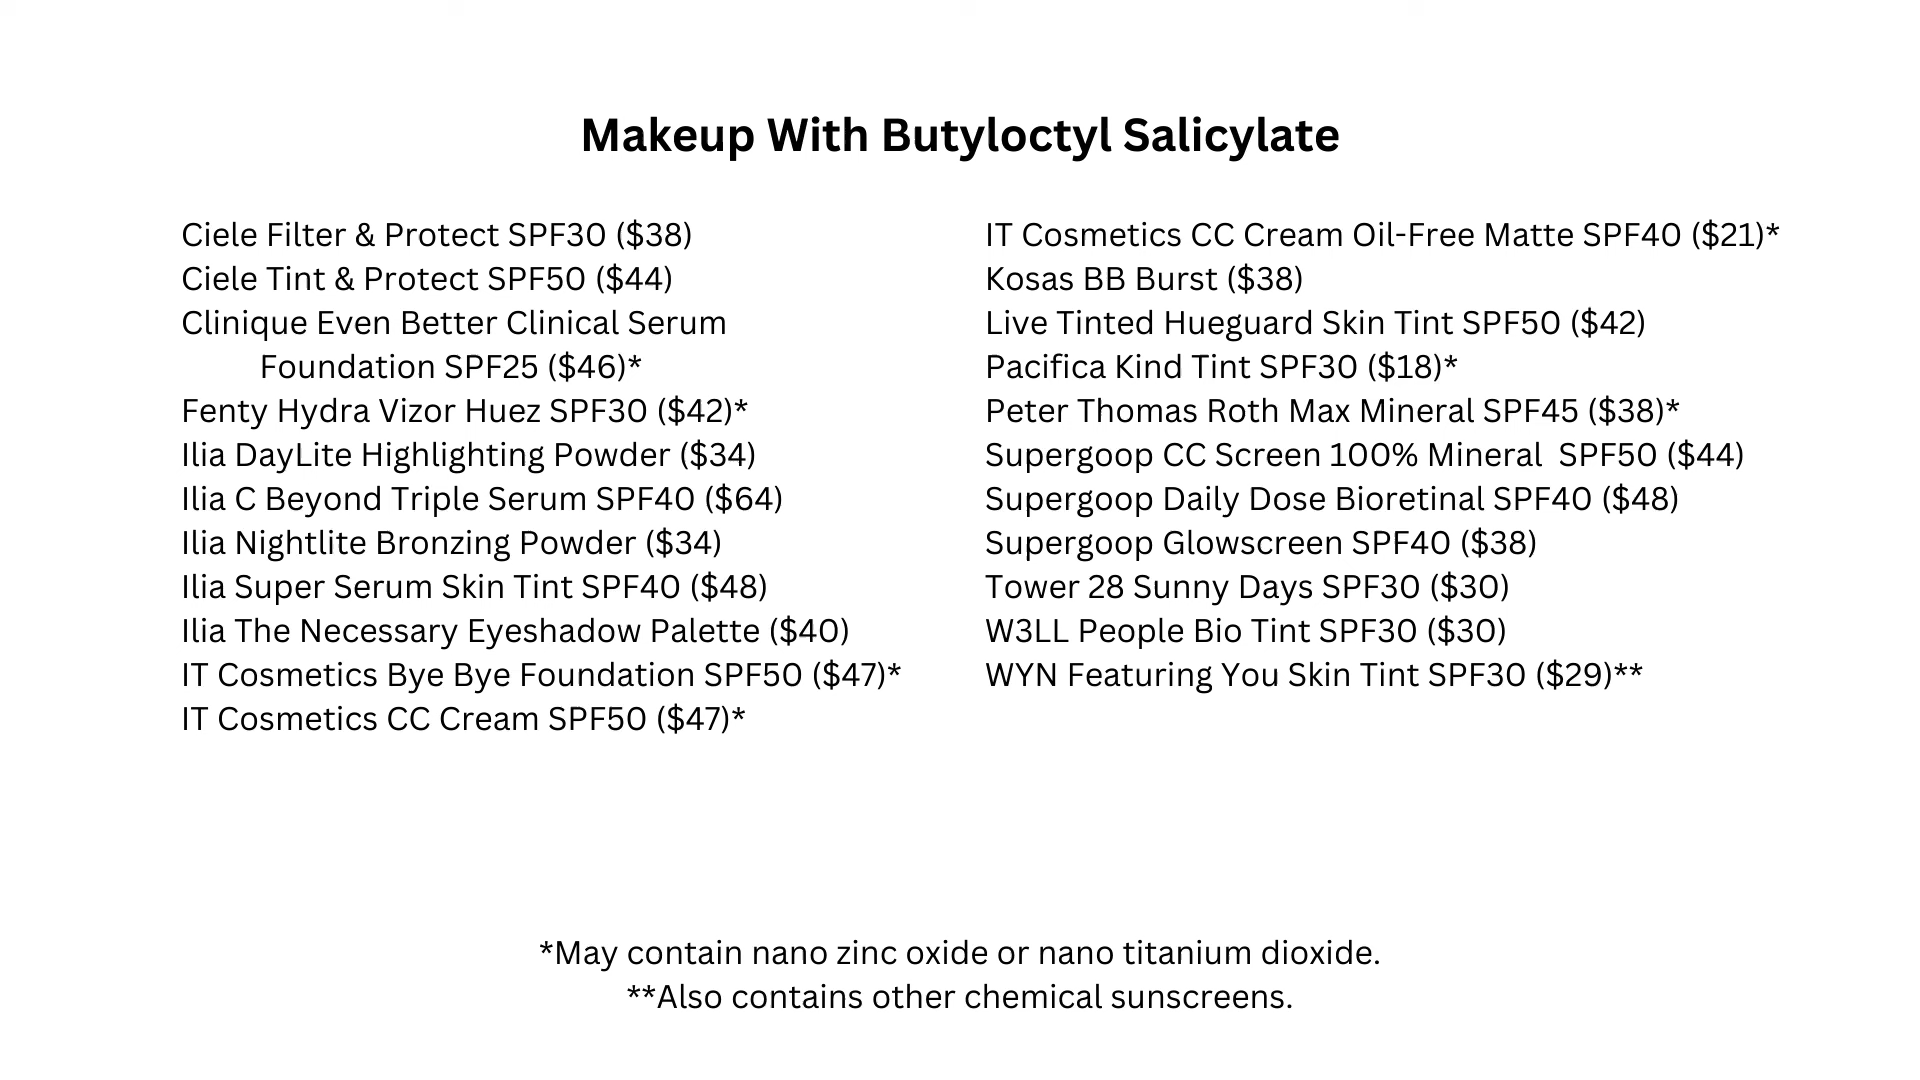 Makeup With Butyloctyl Salicylate
Ciele Filter & Protect SPF30 ($38)
Ciele Tint & Protect SPF50 ($44)
Clinique Even Better Clinical Serum
Foundation SPF25 ($46)*
Fenty Hydra Vizor Huez SPF30 ($42)*
Ilia DayLite Highlighting Powder ($34)
Ilia C Beyond Triple Serum SPF40 ($64)
Ilia Nightlite Bronzing Powder ($34)
Ilia Super Serum Skin Tint SPF40 ($48)
Ilia The Necessary Eyeshadow Palette ($40)
IT Cosmetics Bye Bye Foundation SPF50 ($47)*
IT Cosmetics CC Cream SPF50 ($47)*
IT Cosmetics CC Cream Oil-Free Matte SPF40 ($21)*
Kosas BB Burst ($38)
Live Tinted Hueguard Skin Tint SPF50 ($42)
Pacifica Kind Tint SPF30 ($18)*
Peter Thomas Roth Max Mineral SPF45 ($38)*
Supergoop CC Screen 100% Mineral  SPF50 ($44)
Supergoop Daily Dose Bioretinal SPF40 ($48)
Supergoop Glowscreen SPF40 ($38)
Tower 28 Sunny Days SPF30 ($30)
W3LL People Bio Tint SPF30 ($30)
WYN Featuring You Skin Tint SPF30 ($29)**
*May contain nano zinc oxide or nano titanium dioxide.
**Also contains other chemical sunscreens.